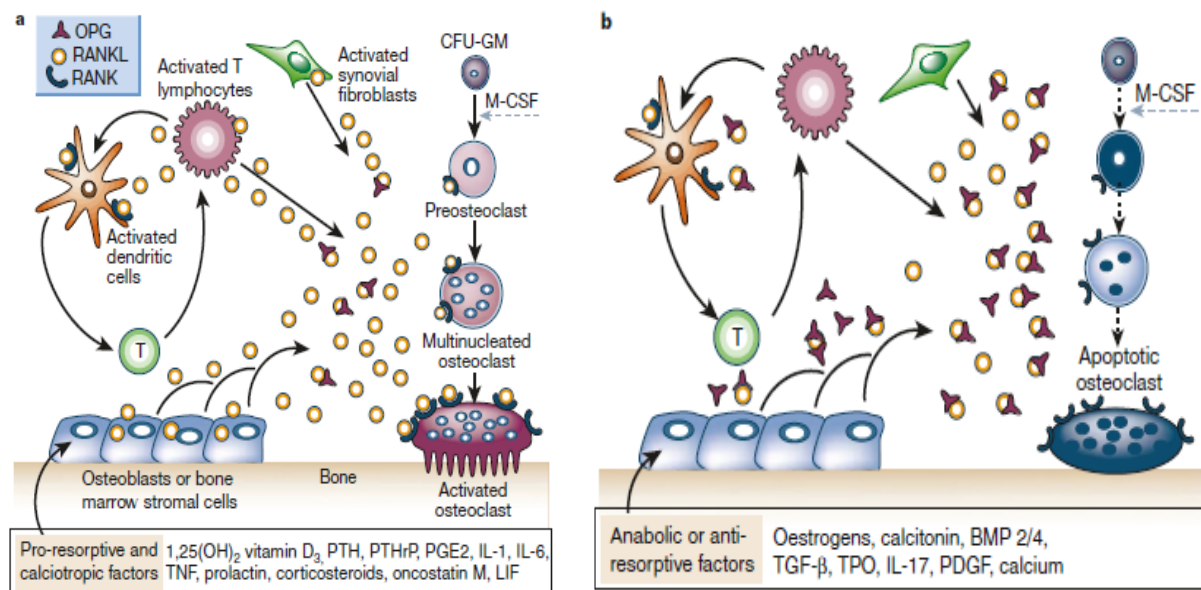 a
OPG
RANKL
RANK
Activated T
lymphocytes
Activated
synovial
fibroblasts
CFU-GM
M-CSF
Preosteoclast
Activated
dendritic
cells
T
Multinucleated
osteoclast
Osteoblasts or bone
marrow stromal cells
Bone
Activated
osteoclast
Pro-resorptive and
calciotropic factors
1,25(OH)2 vitamin D3, PTH, PTHrP, PGE2, IL-1, IL-6,
TNF, prolactin, corticosteroids, oncostatin M, LIF
b
M-CSF
T
Apoptotic
osteoclast
Anabolic or anti-
resorptive factors
Oestrogens, calcitonin, BMP 2/4,
TGF-β, TPO, IL-17, PDGF, calcium